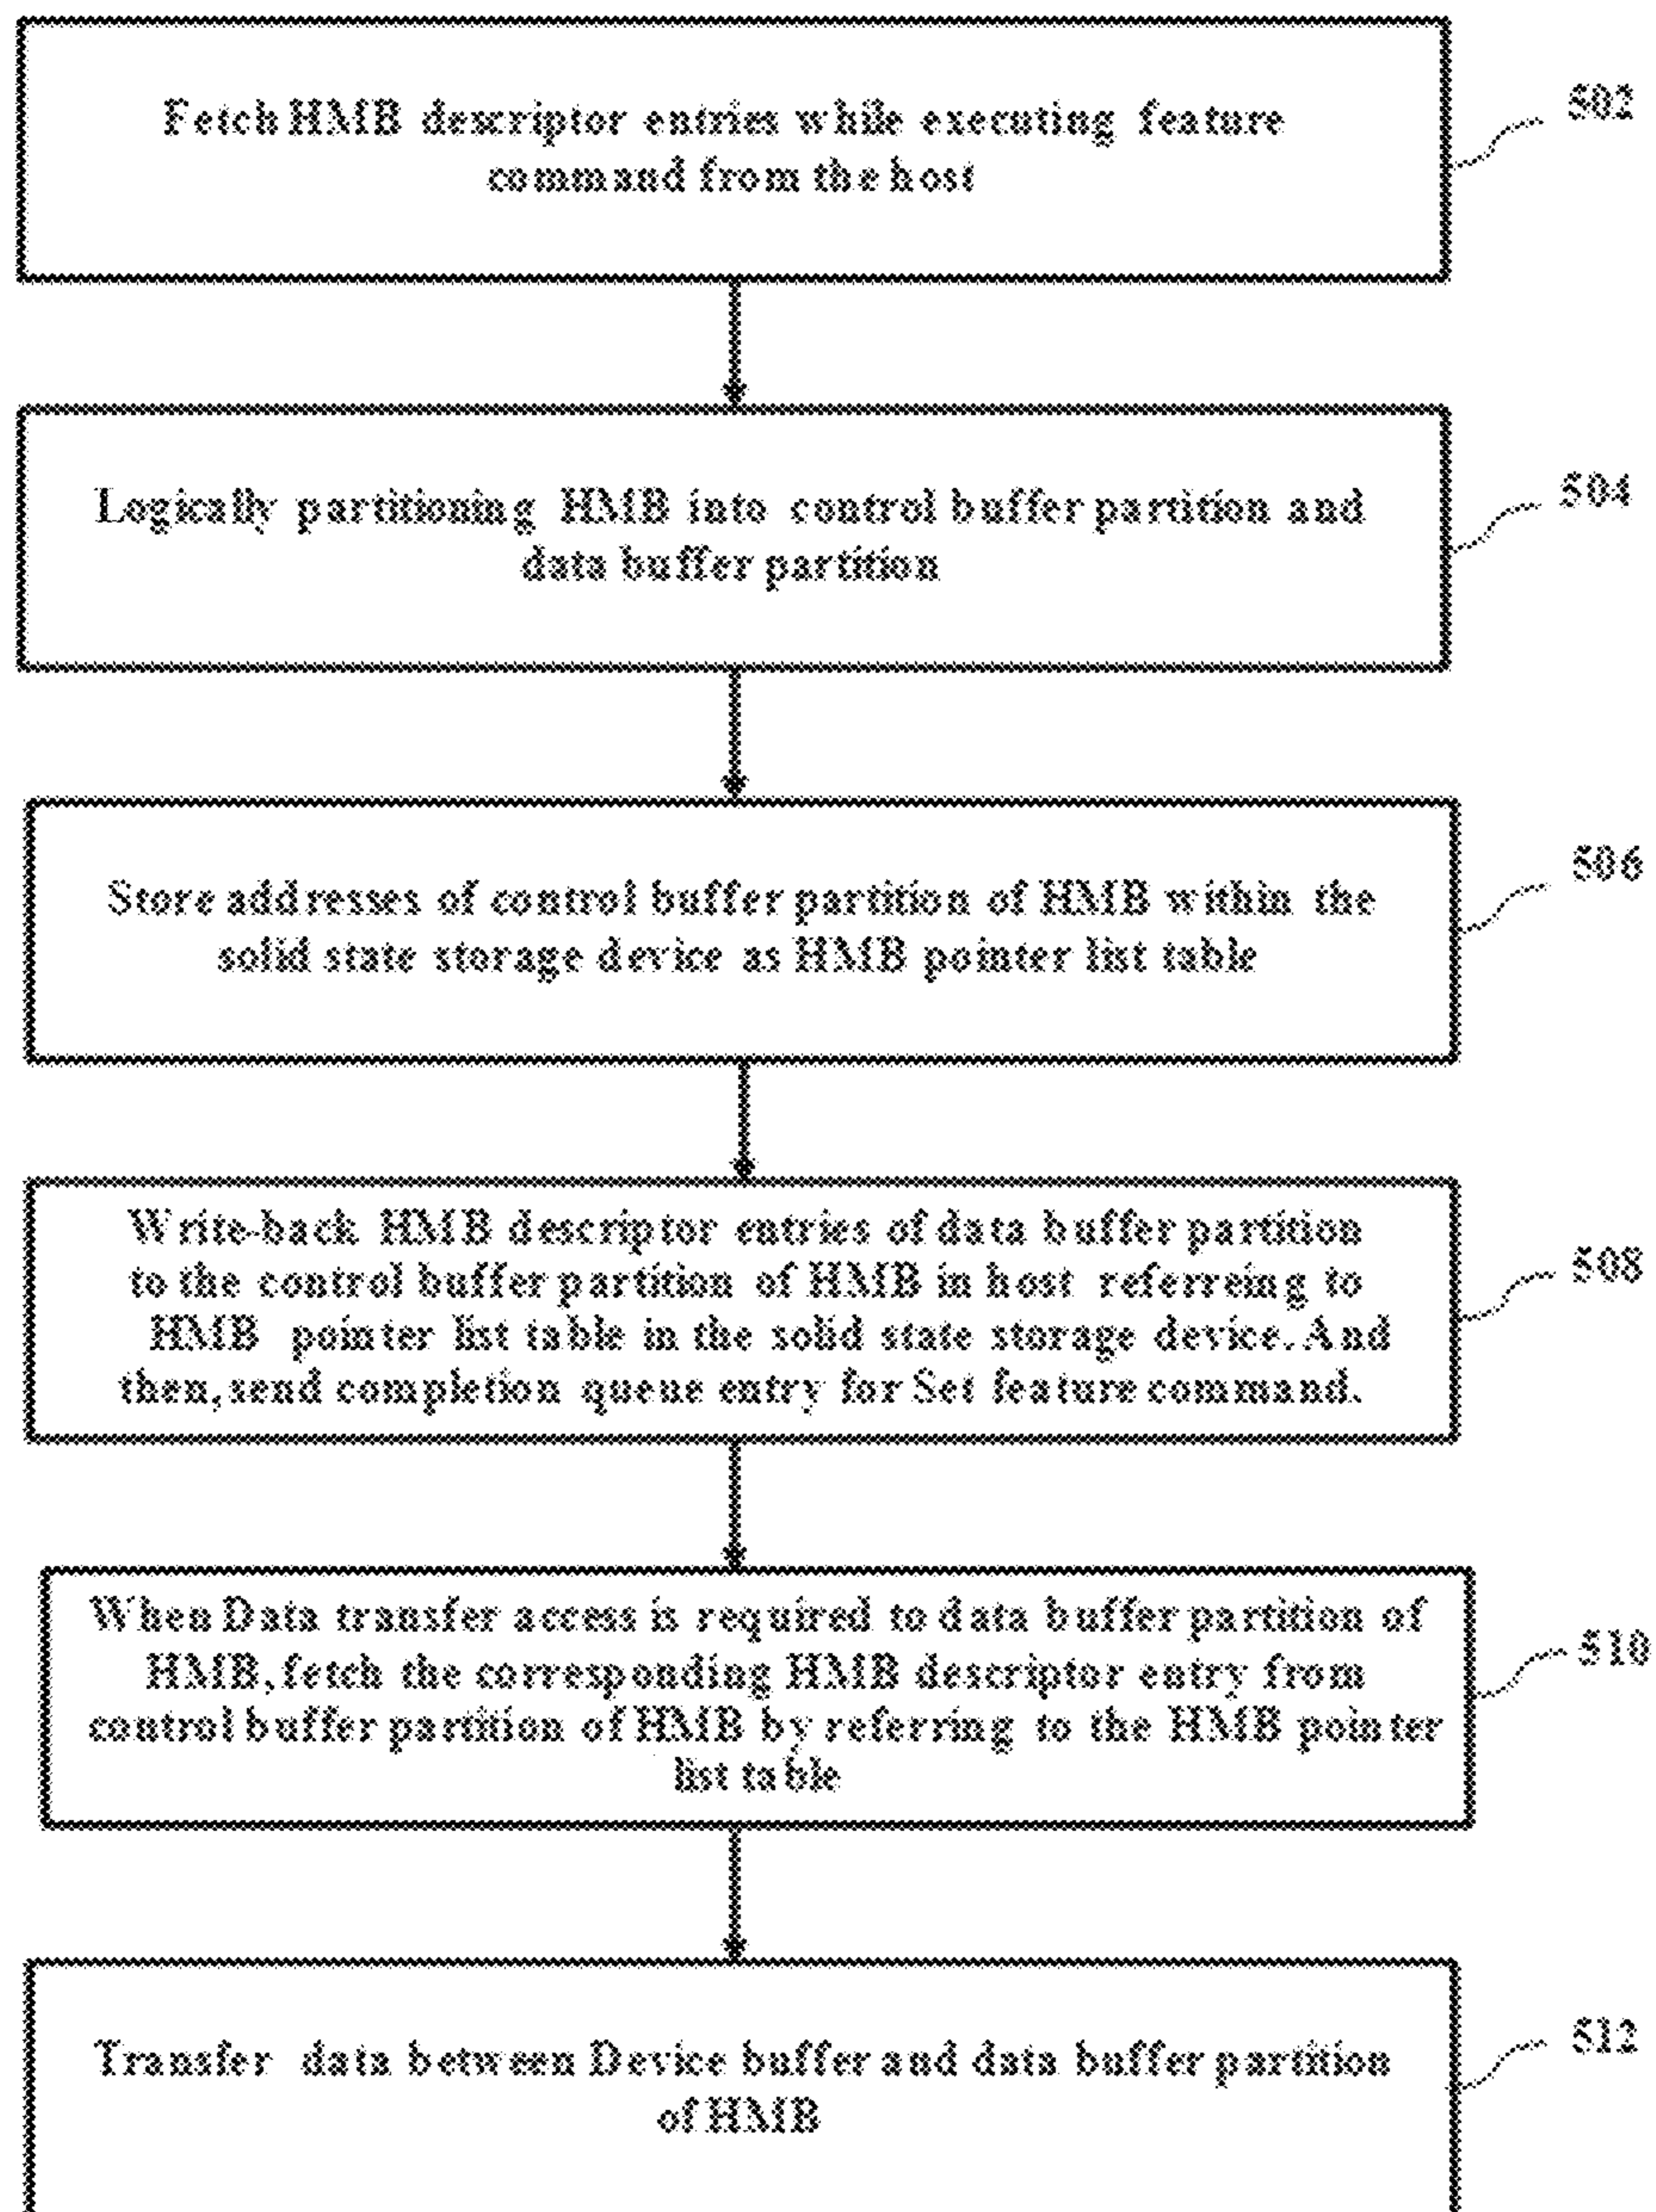 Fetch HMB descriptor entries while executing feature
command from the host
502
Logically partitioning HMB into control buffer partition and
data buffer partition
504
Store addresses of control buffer partition of HMB within the
solid state storage device as HMB pointer list table
506
Write-back HMB descriptor entries of data buffer partition
to the control buffer partition of HMB in host referreing to
HMB pointer list table in the solid state storage device. And
then, send completion queue entry for Set feature command.
508
When Data transfer access is required to data buffer partition of
HMB, fetch the corresponding HMB descriptor entry from
control buffer partition of HMB by referring to the HMB pointer
list table
510
Transfer data between Device buffer and data buffer partition
of HMB
512